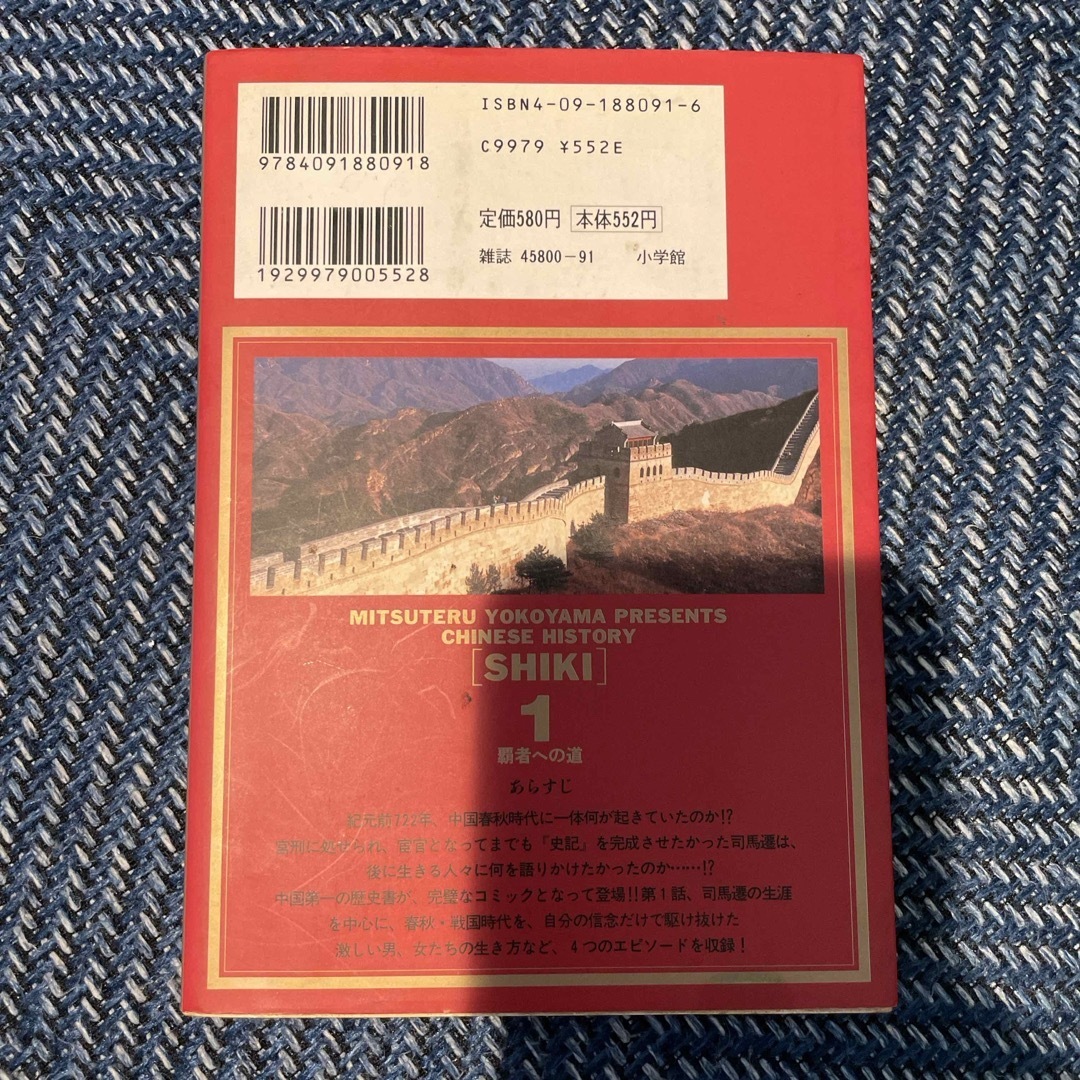 ISBN4-09-188091-6
9784091880918
C9979 ¥552E
定価580円 本体552円
1929979005528
雑誌 45800-91 小学館
MITSUTERU YOKOYAMA PRESENTS
CHINESE HISTORY
[SHIKI]
1
覇者への道
あらすじ
紀元前722年、中国春秋時代に一体何が起きていたのか!?
宮刑に処せられ、宦官となってまでも『史記』を完成させたかった司馬遷は、
後に生きる人々に何を語りかけたかったのか……!?
中国第一の歴史書が、完璧なコミックとなって登場!!第1話、司馬遷の生涯
を中心に、春秋・戦国時代を、自分の信念だけで駆け抜けた
激しい男、女たちの生き方など、4つのエピソードを収録!